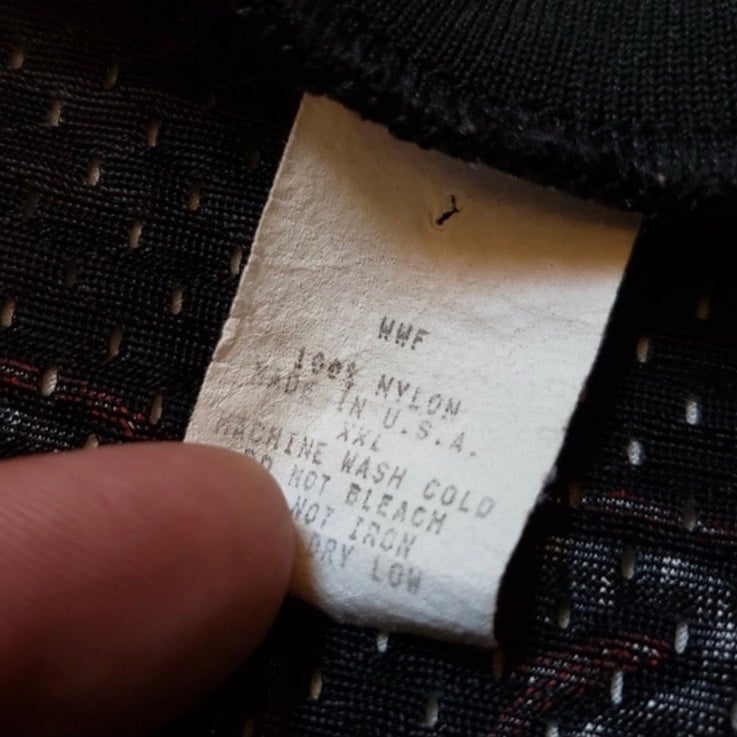 WWF
100% NYLON
MADE IN U.S.A.
XXL
MACHINE WASH COLD
DO NOT BLEACH
NOT IRON
DRY LOW